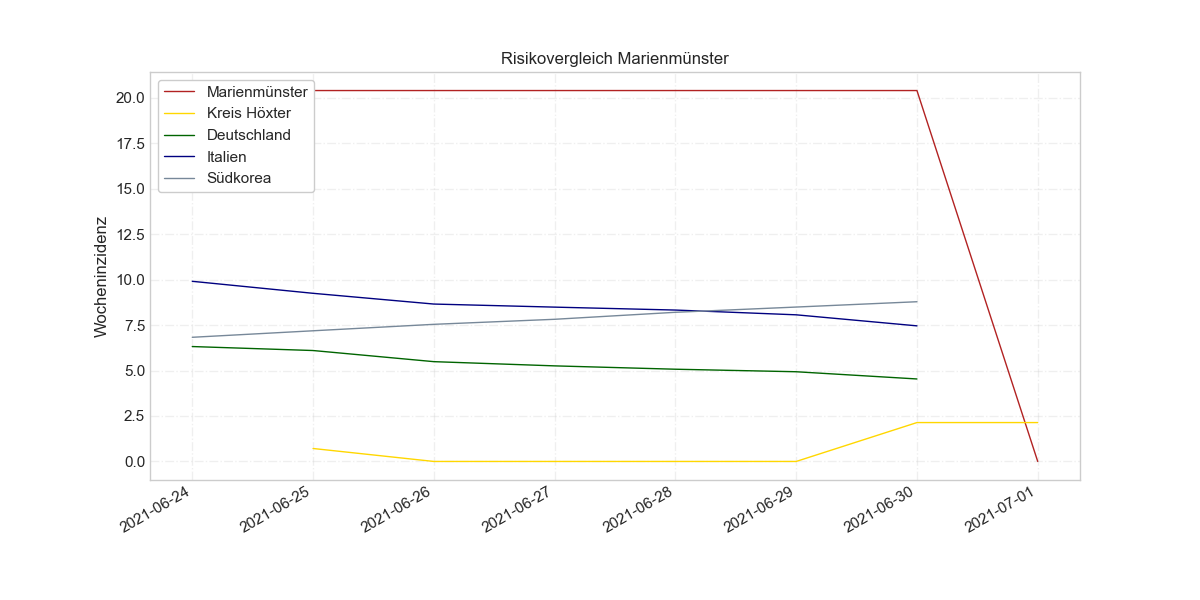 Risikovergleich Marienmünster
Marienmünster
Kreis Höxter
Deutschland
Italien
Südkorea
Wocheninzidenz
20.0
17.5
15.0
12.5
10.0
7.5
5.0
2.5
0.0
2021-06-24
2021-06-25
2021-06-26
2021-06-27
2021-06-28
2021-06-29
2021-06-30
2021-07-01